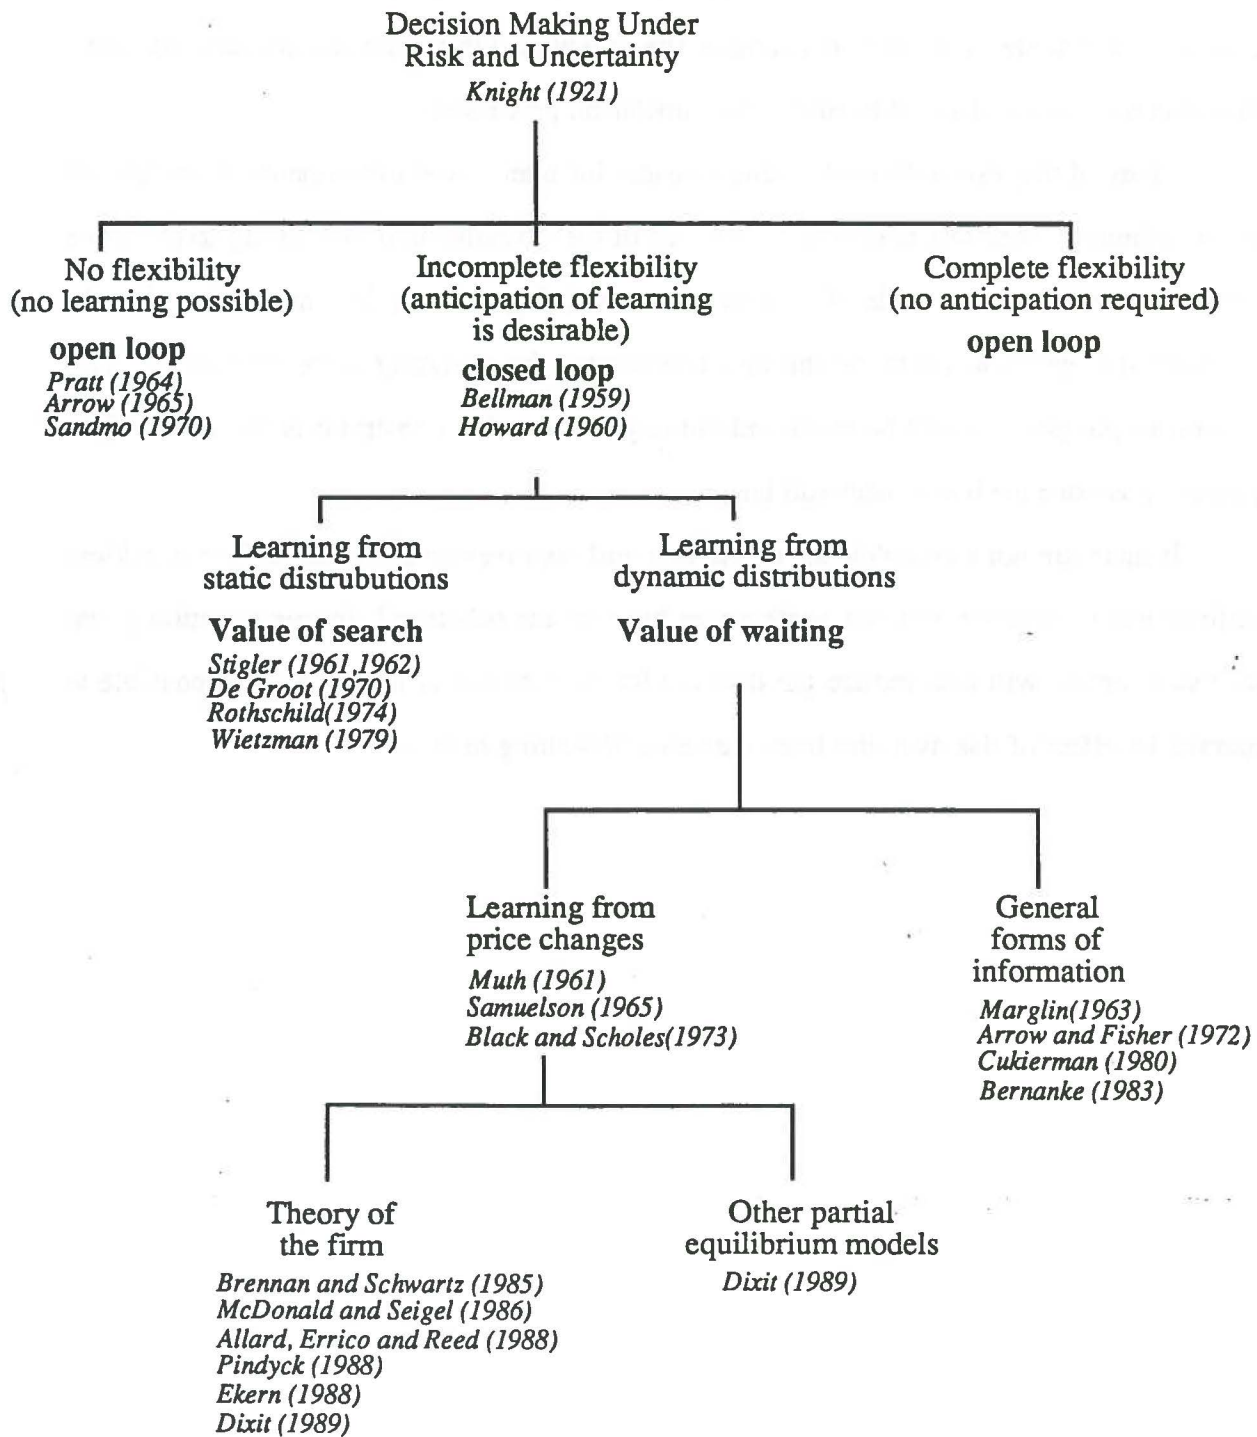 Decision Making Under
Risk and Uncertainty
Knight (1921)
No flexibility
(no learning possible)
open loop
Pratt (1964)
Arrow (1965)
Sandmo (1970)
Incomplete flexibility
(anticipation of learning
is desirable)
closed loop
Bellman (1959)
Howard (1960)
Complete flexibility
(no anticipation required)
open loop
Learning from
static distrubutions
Value of search
Stigler (1961,1962)
De Groot (1970)
Rothschild(1974)
Wietzman (1979)
Learning from
dynamic distributions
Value of waiting
Learning from
price changes
Muth (1961)
Samuelson (1965)
Black and Scholes(1973)
General
forms of
information
Marglin(1963)
Arrow and Fisher (1972)
Cukierman (1980)
Bernanke (1983)
Theory of
the firm
Brennan and Schwartz (1985)
McDonald and Seigel (1986)
Allard, Errico and Reed (1988)
Pindyck (1988)
Ekern (1988)
Dixit (1989)
Other partial
equilibrium models
Dixit (1989)